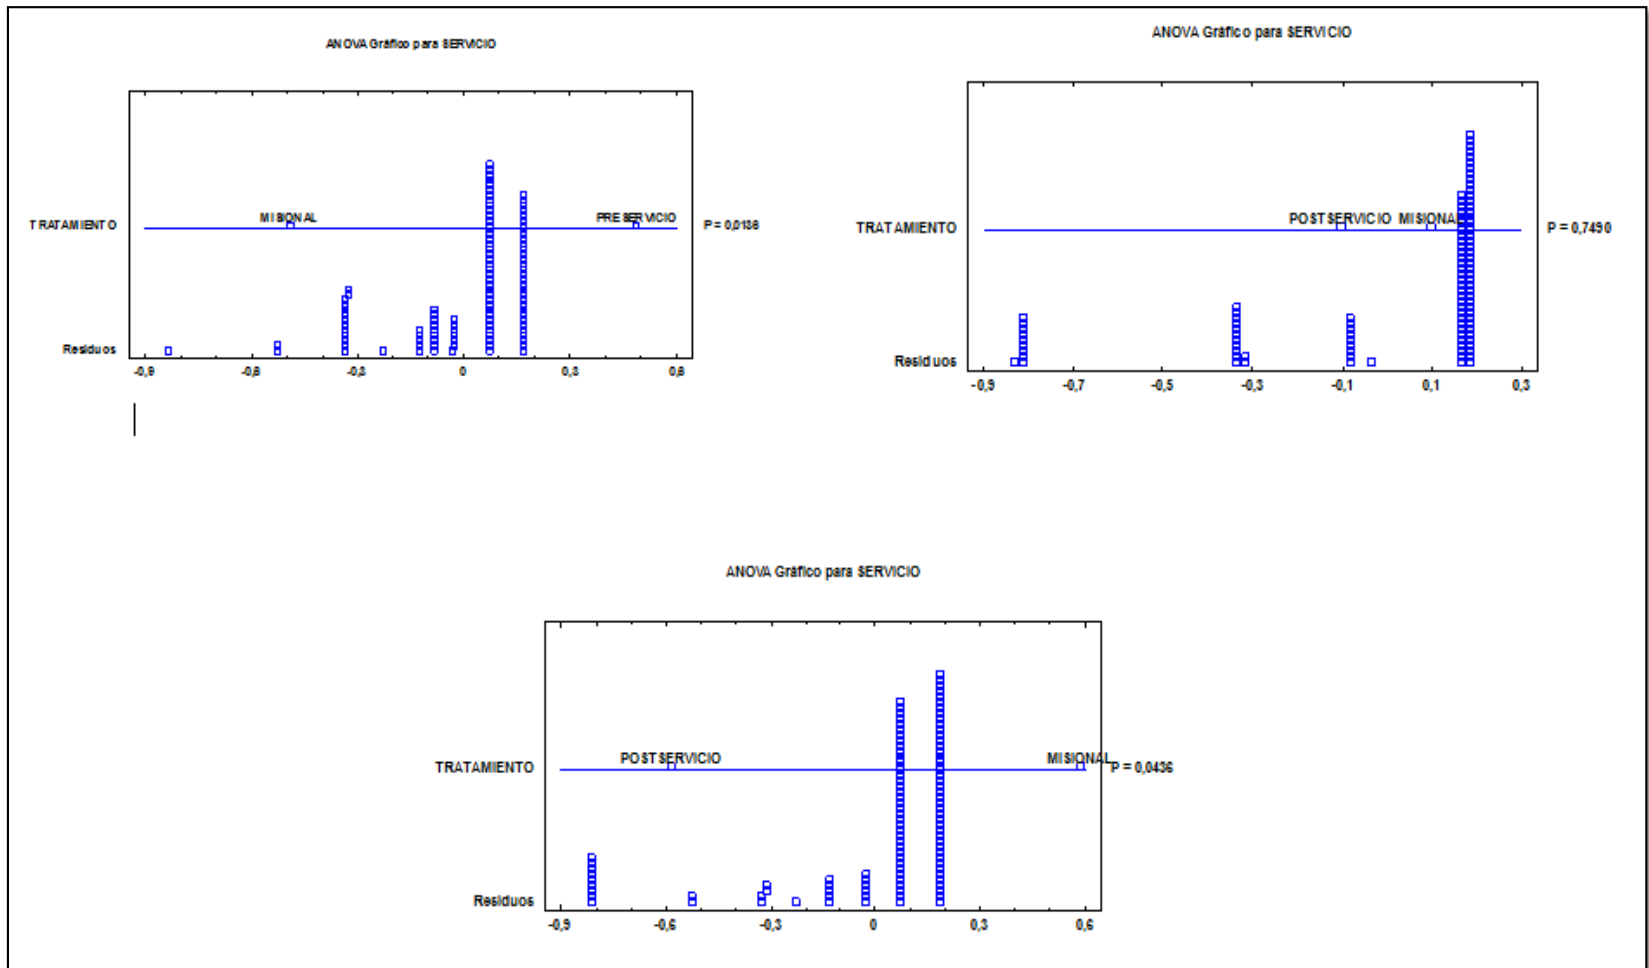 ANOVA Gráfico para SERVICIO
MISIONAL PRESERVICIO
TRATAMIENTO P = 0,0136
Residuos
-0,9 -0,6 -0,3 0 0,3 0,6
ANOVA Gráfico para SERVICIO
POSTSERVICIO MISIONAL
TRATAMIENTO P = 0,7490
Residuos
-0,9 -0,7 -0,5 -0,3 -0,1 0,1 0,3
ANOVA Gráfico para SERVICIO
POSTSERVICIO MISIONAL
TRATAMIENTO P = 0,0436
Residuos
-0,9 -0,6 -0,3 0 0,3 0,6